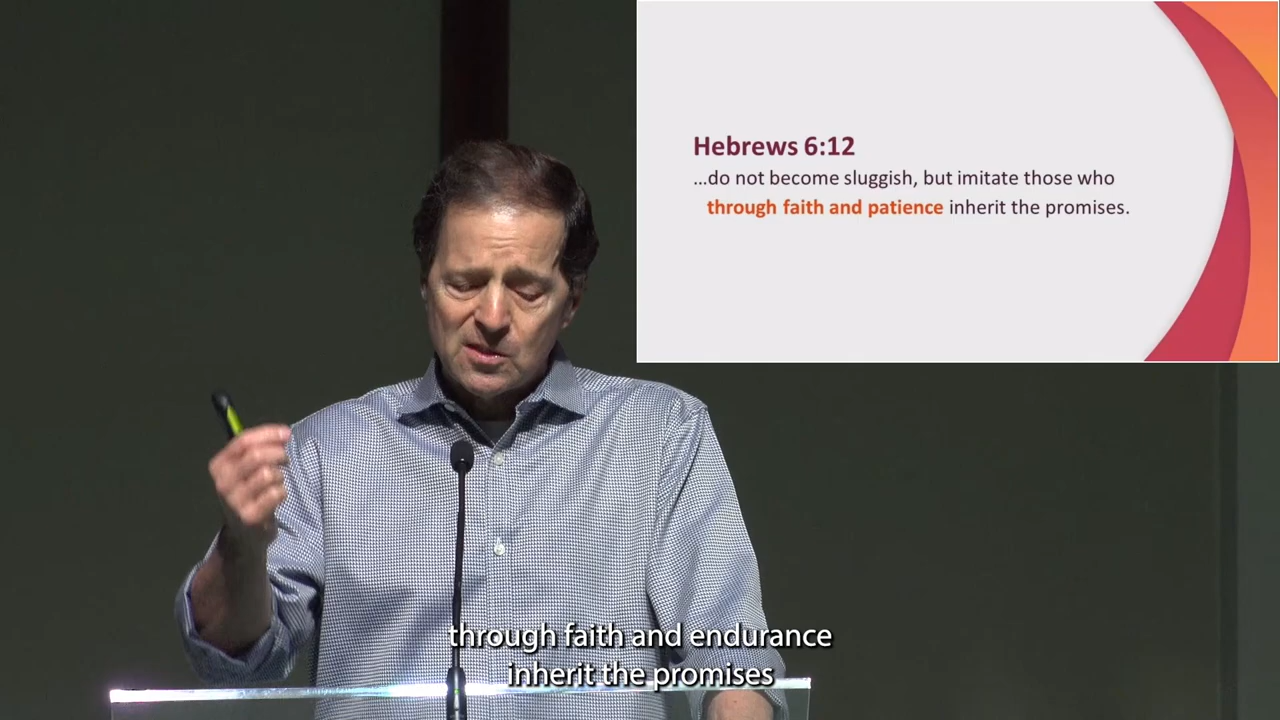 Hebrews 6:12
...do not become sluggish, but imitate those who
through faith and patience inherit the promises.
through faith and endurance
inherit the promises